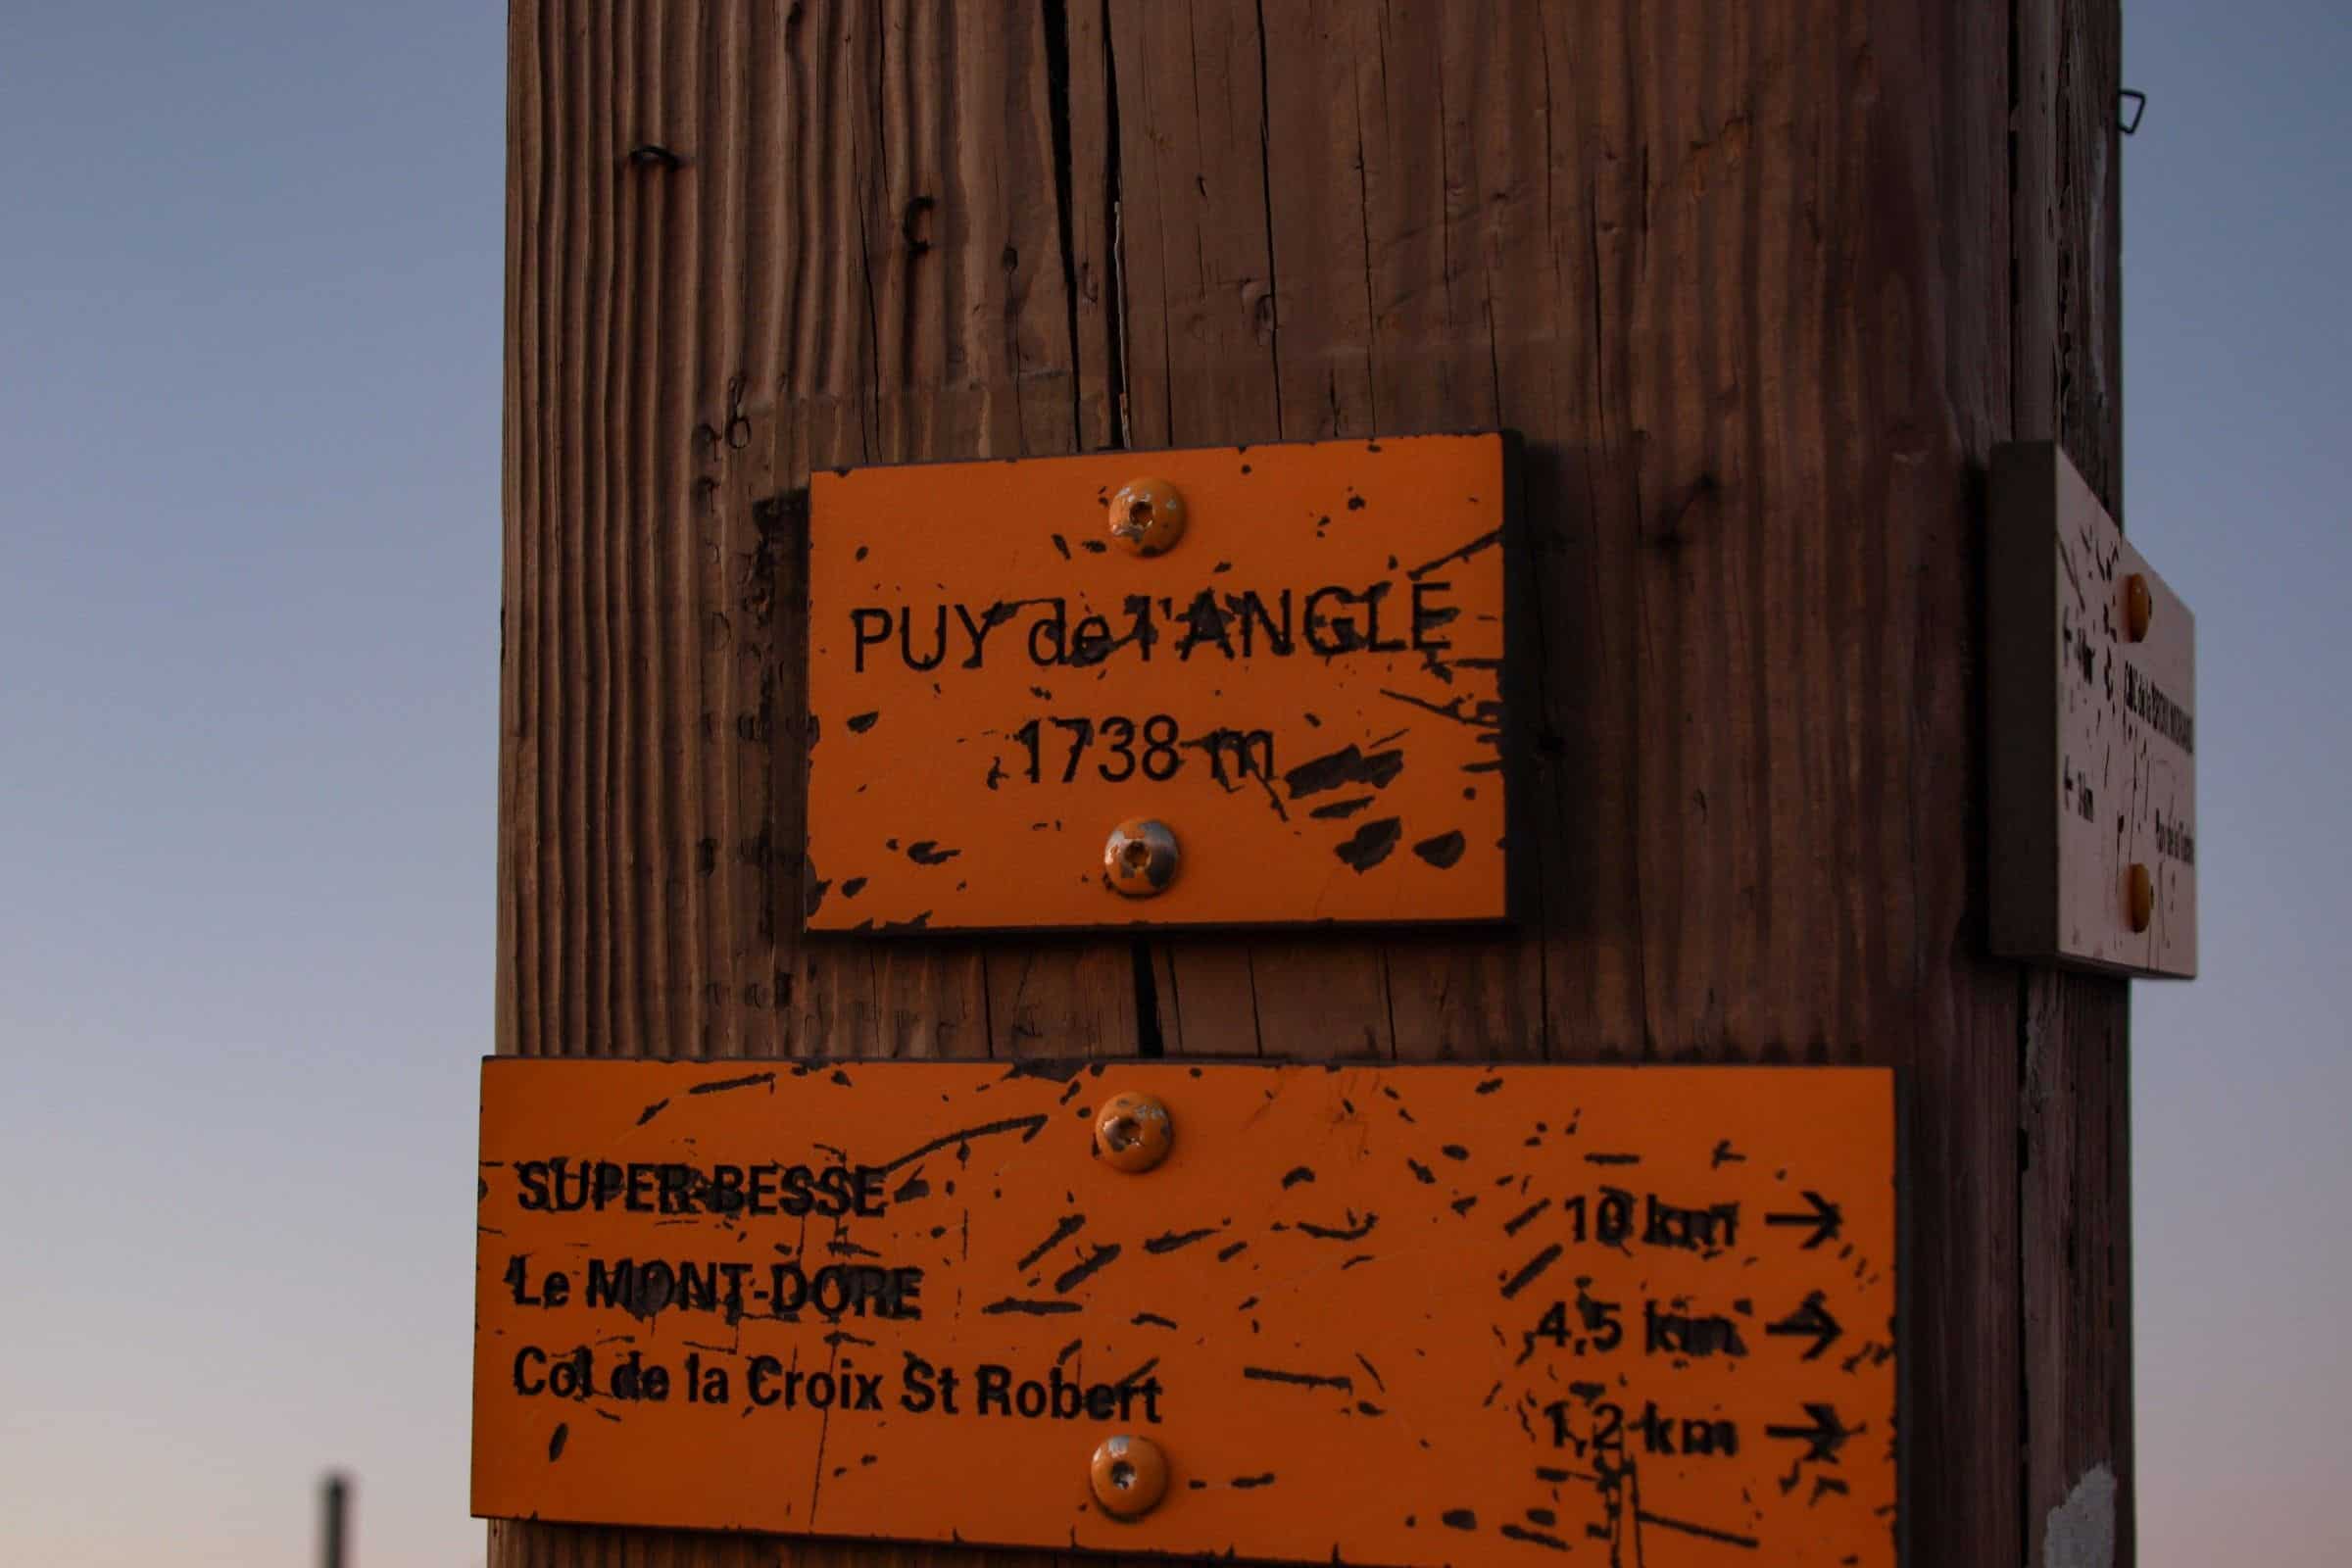 PUY de l'ANGLE
1738 m
SUPER-BESSE 10 km →
Le MONT-DORE 4,5 km →
Col de la Croix St Robert 1,2 km →